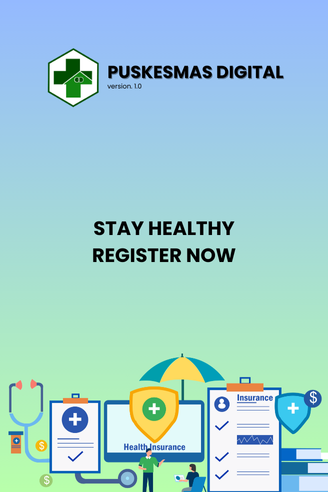 PUSKESMAS DIGITAL
version. 1.0
STAY HEALTHY
REGISTER NOW
Insurance
$
$
$
Health Insurance